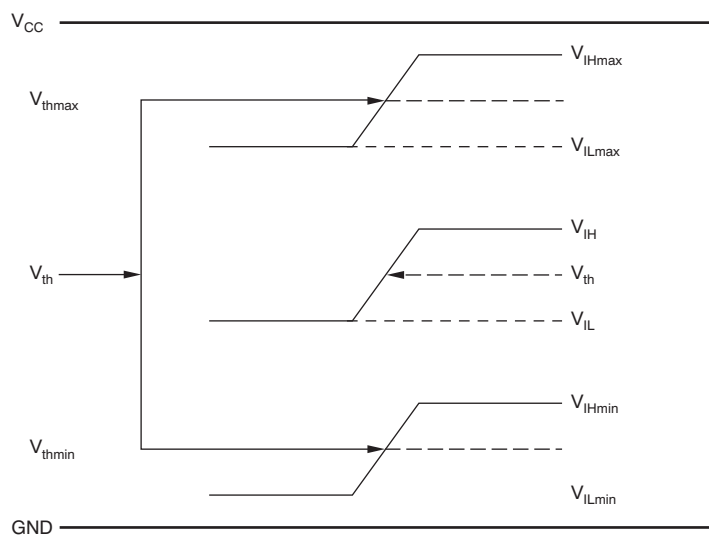 VCC
VIHmax
Vthmax
VILmax
VIH
Vth
Vth
VIL
VIHmin
Vthmin
VILmin
GND